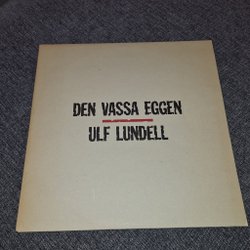 DEN VASSA EGGEN
ULF LUNDELL